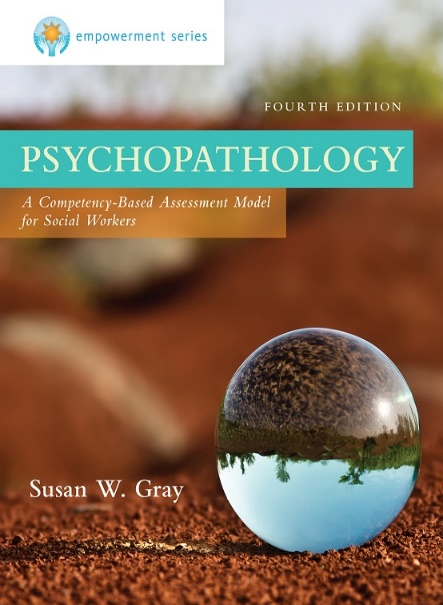 empowerment series
FOURTH EDITION
PSYCHOPATHOLOGY
A Competency-Based Assessment Model
for Social Workers
Susan W. Gray